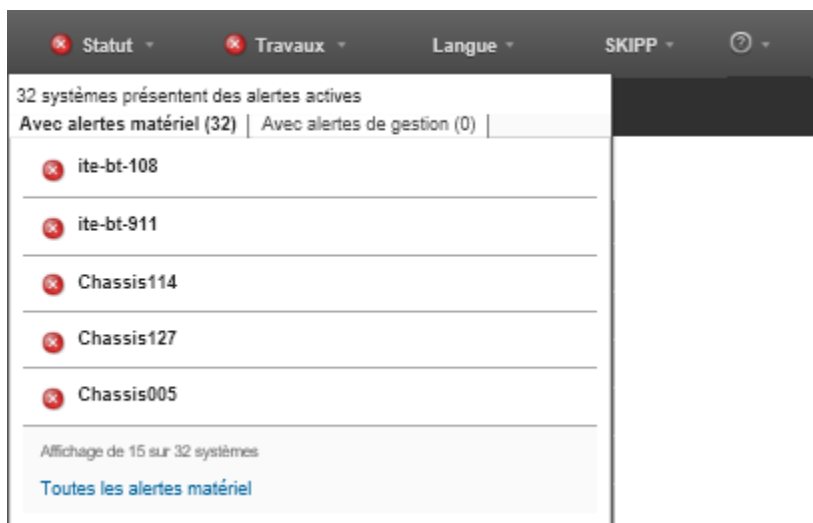 Statut Travaux Langue SKIPP ?
32 systèmes présentent des alertes actives
Avec alertes matériel (32) | Avec alertes de gestion (0) |
ite-bt-108
ite-bt-911
Chassis114
Chassis127
Chassis005
Affichage de 15 sur 32 systèmes
Toutes les alertes matériel